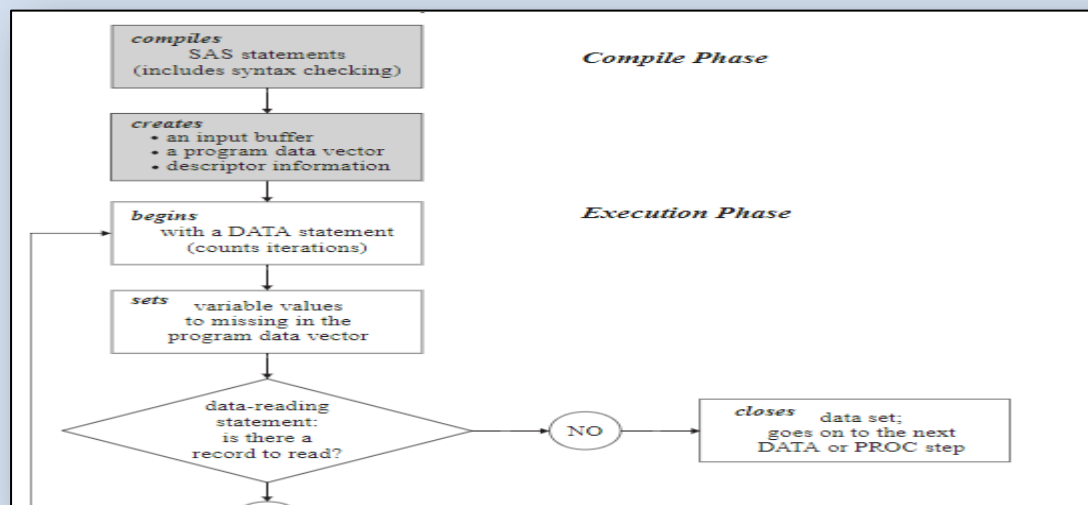 compiles
SAS statements
(includes syntax checking)
Compile Phase
creates
• an input buffer
• a program data vector
• descriptor information
begins
with a DATA statement
(counts iterations)
Execution Phase
sets variable values
to missing in the
program data vector
data-reading
statement:
is there a
record to read?
NO
closes data set;
goes on to the next
DATA or PROC step